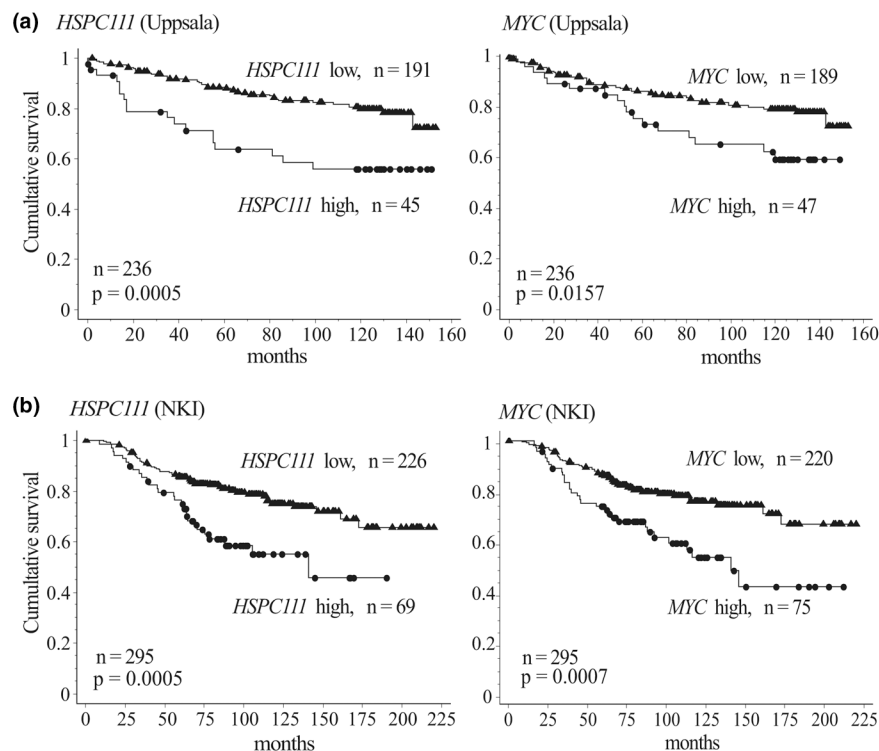 (a) HSPC111 (Uppsala)
Cumultative survival
1
0.8
0.6
0.4
0.2
0
HSPC111 low, n = 191
HSPC111 high, n = 45
n = 236
p = 0.0005
0 20 40 60 80 100 120 140 160
months
MYC (Uppsala)
1
0.8
0.6
0.4
0.2
0
MYC low, n = 189
MYC high, n = 47
n = 236
p = 0.0157
0 20 40 60 80 100 120 140 160
months
(b) HSPC111 (NKI)
Cumultative survival
1
0.8
0.6
0.4
0.2
0
HSPC111 low, n = 226
HSPC111 high, n = 69
n = 295
p = 0.0005
0 25 50 75 100 125 150 175 200 225
months
MYC (NKI)
1
0.8
0.6
0.4
0.2
0
MYC low, n = 220
MYC high, n = 75
n = 295
p = 0.0007
0 25 50 75 100 125 150 175 200 225
months